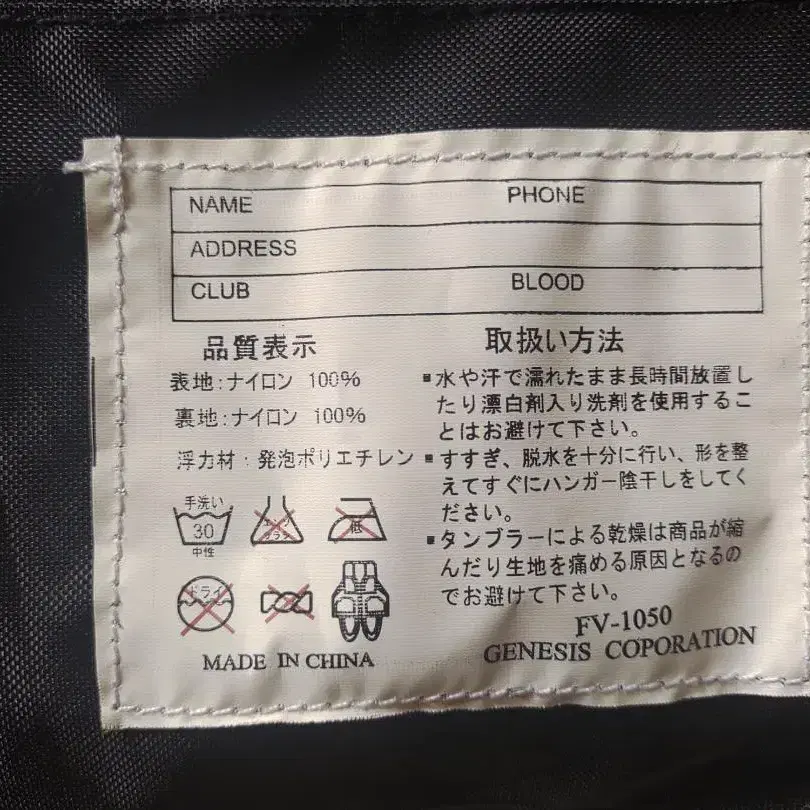 NAME PHONE
ADDRESS
CLUB BLOOD
品質表示
表地:ナイロン 100%
裏地:ナイロン 100%
浮力材:発泡ポリエチレン
手洗い
30
中性
エンソ
サラシ
低
ドライ
MADE IN CHINA
取扱い方法
■水や汗で濡れたまま長時間放置し
たり漂白剤入り洗剤を使用するこ
とはお避けて下さい。
■すすぎ、脱水を十分に行い、形を整
えてすぐにハンガー陰干しをしてく
ださい。
■タンブラーによる乾燥は商品が縮
んだり生地を痛める原因となるの
でお避けて下さい。
FV-1050
GENESIS COPORATION